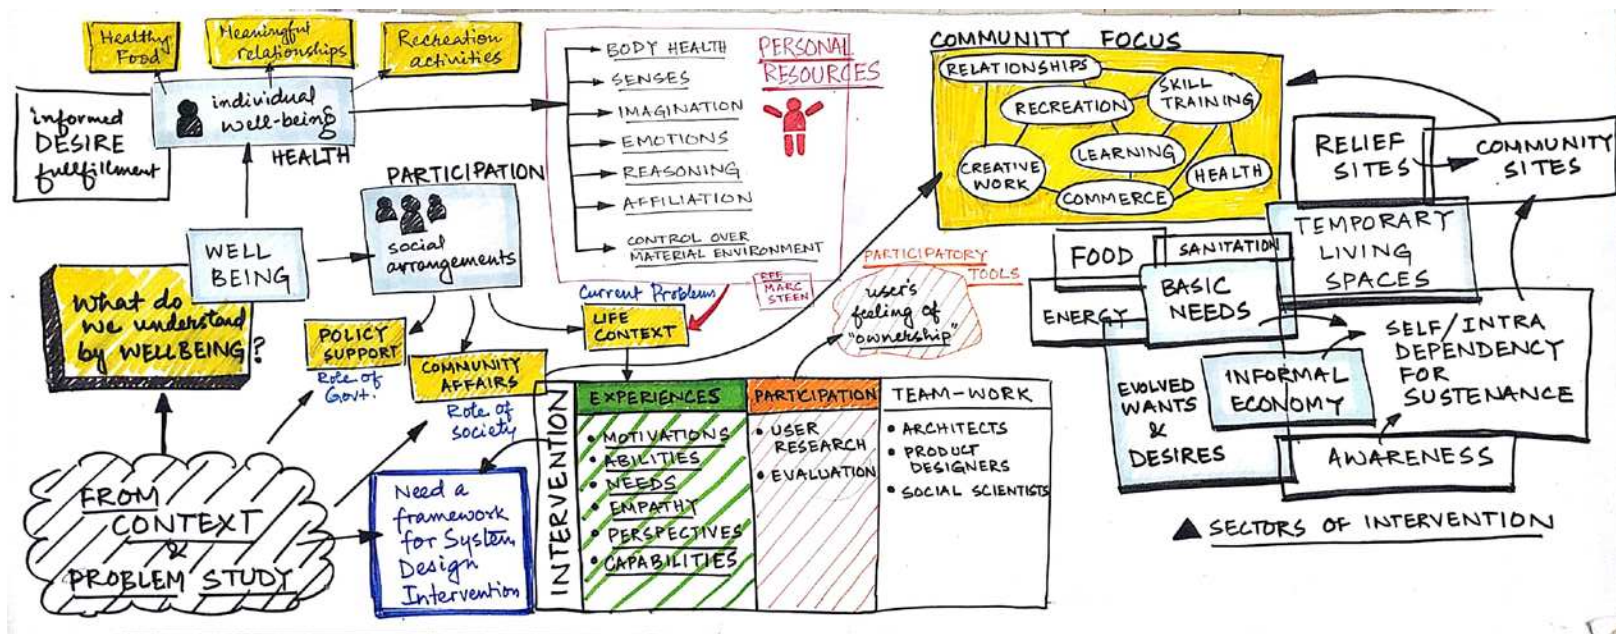 Healthy
Food
Meaningful
relationships
Recreation
activities
informed
DESIRE
fullfillment
individual
well-being
HEALTH
PARTICIPATION
social
arrangements
WELL
BEING
What do
we understand
by WELLBEING?
POLICY
SUPPORT
Role of
Govt.
COMMUNITY
AFFAIRS
Role of
society
Current Problems
LIFE
CONTEXT
FROM
CONTEXT
&
PROBLEM STUDY
Need a
framework
for System
Design
Intervention
BODY HEALTH
SENSES
IMAGINATION
EMOTIONS
REASONING
AFFILIATION
CONTROL OVER
MATERIAL ENVIRONMENT
PERSONAL
RESOURCES
REF
MARC
STEEN
PARTICIPATORY
TOOLS
user's
feeling of
"ownership"
INTERVENTION
EXPERIENCES
• MOTIVATIONS
• ABILITIES
• NEEDS
• EMPATHY
• PERSPECTIVES
• CAPABILITIES
PARTICIPATION
• USER
RESEARCH
• EVALUATION
TEAM-WORK
• ARCHITECTS
• PRODUCT
DESIGNERS
• SOCIAL SCIENTISTS
COMMUNITY FOCUS
RELATIONSHIPS
RECREATION
SKILL
TRAINING
CREATIVE
WORK
LEARNING
HEALTH
COMMERCE
RELIEF
SITES
COMMUNITY
SITES
TEMPORARY
LIVING
SPACES
FOOD
SANITATION
ENERGY
BASIC
NEEDS
SELF/INTRA
DEPENDENCY
FOR
SUSTENANCE
INFORMAL
ECONOMY
EVOLVED
WANTS
&
DESIRES
AWARENESS
▲ SECTORS OF INTERVENTION